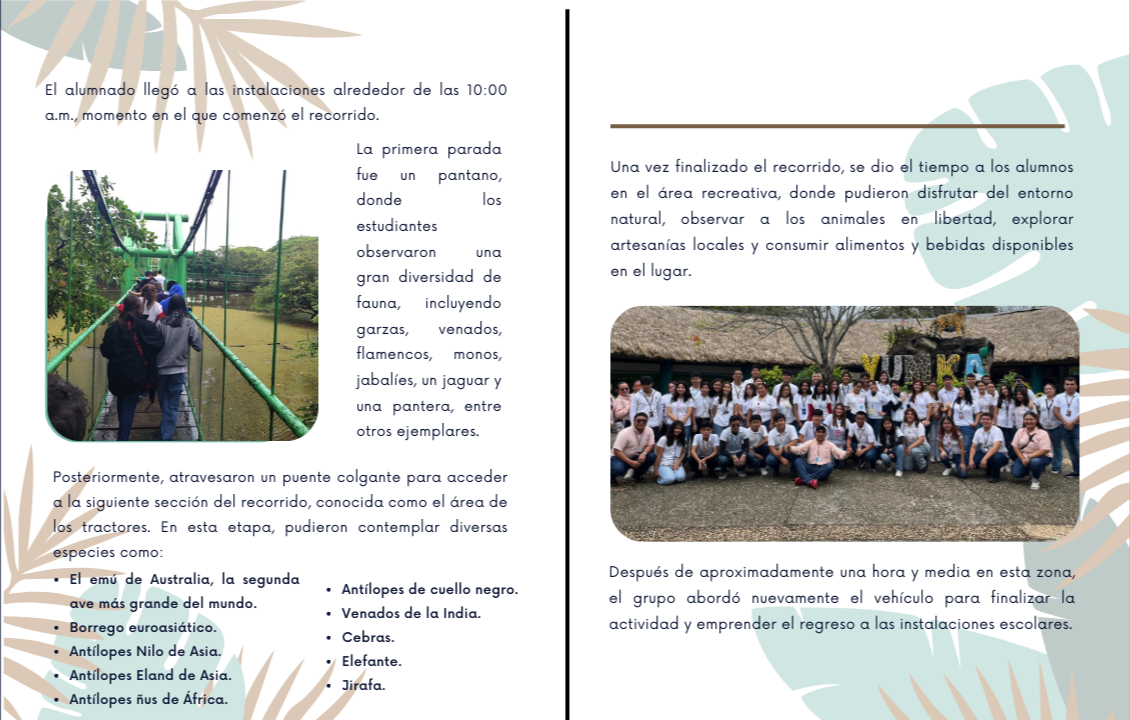 El alumnado llegó a las instalaciones alrededor de las 10:00
a.m., momento en el que comenzó el recorrido.
La primera parada
fue un pantano,
donde los
estudiantes
observaron una
gran diversidad de
fauna, incluyendo
garzas, venados,
flamencos, monos,
jabalíes, un jaguar y
una pantera, entre
otros ejemplares.
Posteriormente, atravesaron un puente colgante para acceder
a la siguiente sección del recorrido, conocida como el área de
los tractores. En esta etapa, pudieron contemplar diversas
especies como:
• El emú de Australia, la segunda
ave más grande del mundo.
• Borrego euroasiático.
• Antílopes Nilo de Asia.
• Antílopes Eland de Asia.
• Antílopes ñus de África.
• Antílopes de cuello negro.
• Venados de la India.
• Cebras.
• Elefante.
• Jirafa.
Una vez finalizado el recorrido, se dio el tiempo a los alumnos
en el área recreativa, donde pudieron disfrutar del entorno
natural, observar a los animales en libertad, explorar
artesanías locales y consumir alimentos y bebidas disponibles
en el lugar.
YUMKA
Después de aproximadamente una hora y media en esta zona,
el grupo abordó nuevamente el vehículo para finalizar la
actividad y emprender el regreso a las instalaciones escolares.